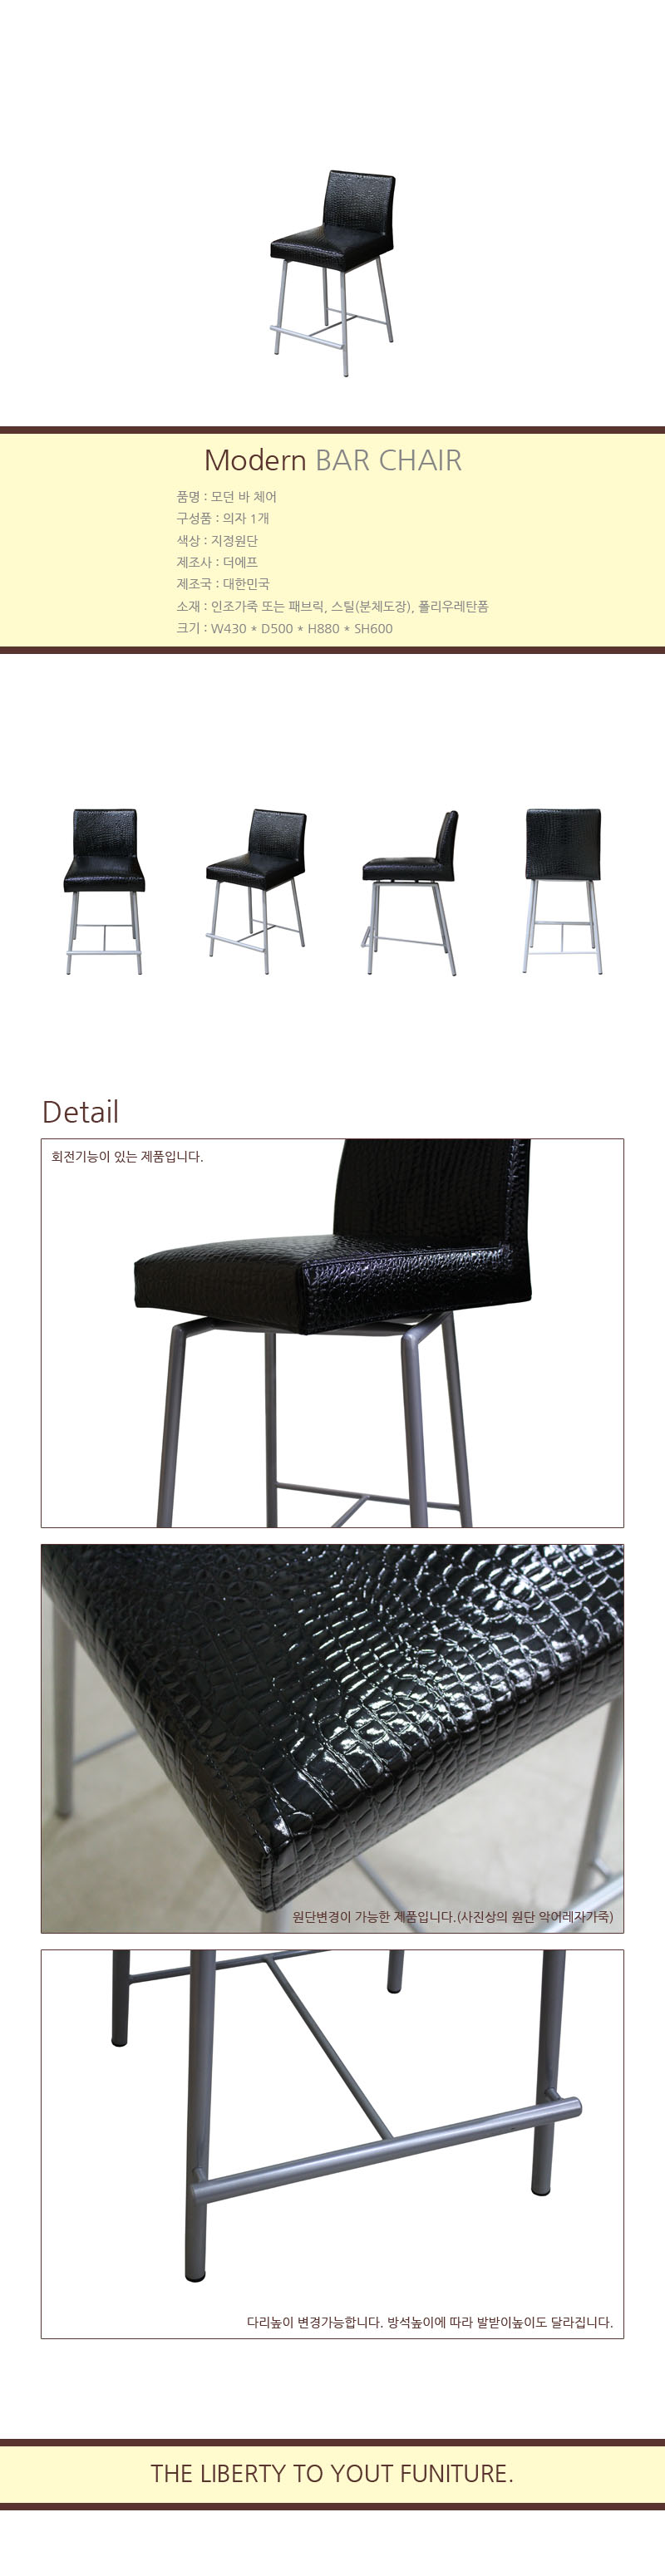 Modern BAR CHAIR
품명 : 모던 바 체어
구성품 : 의자 1개
색상 : 지정원단
제조사 : 더에프
제조국 : 대한민국
소재 : 인조가죽 또는 패브릭, 스틸(분체도장), 폴리우레탄폼
크기 : W430 * D500 * H880 * SH600
Detail
회전기능이 있는 제품입니다.
원단변경이 가능한 제품입니다.(사진상의 원단 악어레자가죽)
다리높이 변경가능합니다. 방석높이에 따라 발받이높이도 달라집니다.
THE LIBERTY TO YOUT FUNITURE.